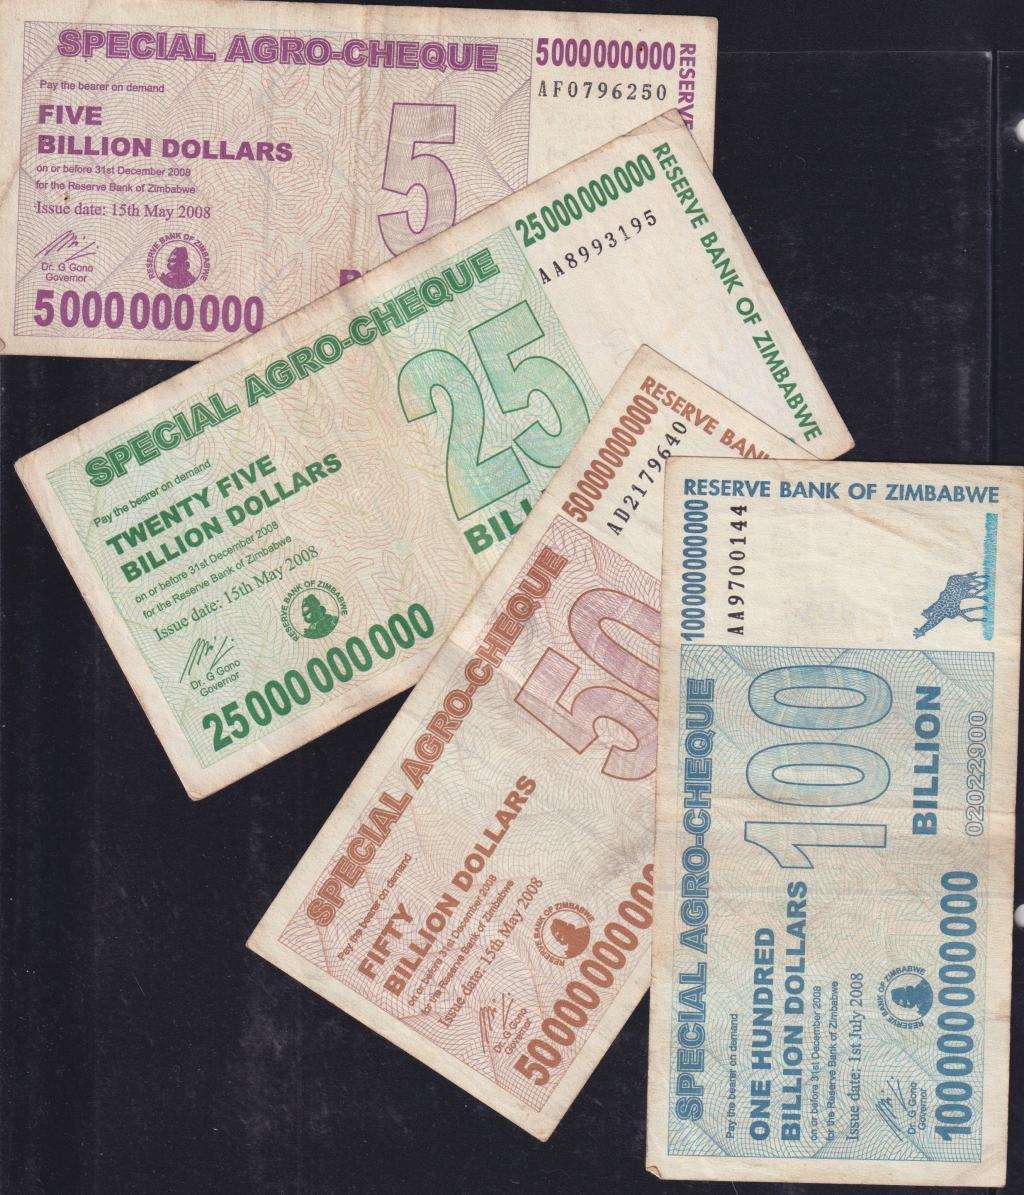 SPECIAL AGRO-CHEQUE
5000000000
AF0796250
RESERVE
Pay the bearer on demand
FIVE
BILLION DOLLARS
on or before 31st December 2008
for the Reserve Bank of Zimbabwe
Issue date: 15th May 2008
5
Dr. G Gono
Governor
RESERVE BANK OF ZIMBABWE
5000000000
B
SPECIAL AGRO-CHEQUE
25000000000
AA8993195
RESERVE BANK OF ZIMBABWE
Pay the bearer on demand
TWENTY FIVE
BILLION DOLLARS
on or before 31st December 2008
for the Reserve Bank of Zimbabwe
Issue date: 15th May 2008
25
BILL
Dr. G Gono
Governor
RESERVE BANK OF ZIMBABWE
25000000000
SPECIAL AGRO-CHEQUE
50000000000
AD2179640
RESERVE BANK
Pay the bearer on demand
FIFTY
BILLION DOLLARS
on or before 31st December 2008
for the Reserve Bank of Zimbabwe
Issue date: 15th May 2008
50
Dr. G Gono
Governor
RESERVE BANK OF ZIMBABWE
50000000000
RESERVE BANK OF ZIMBABWE
100000000000
AA9700144
SPECIAL AGRO-CHEQUE
Pay the bearer on demand
ONE HUNDRED
BILLION DOLLARS
on or before 31st December 2008
for the Reserve Bank of Zimbabwe
Issue date: 1st July 2008
100
BILLION
02022900
Dr. G Gono
Governor
RESERVE BANK OF ZIMBABWE
100000000000